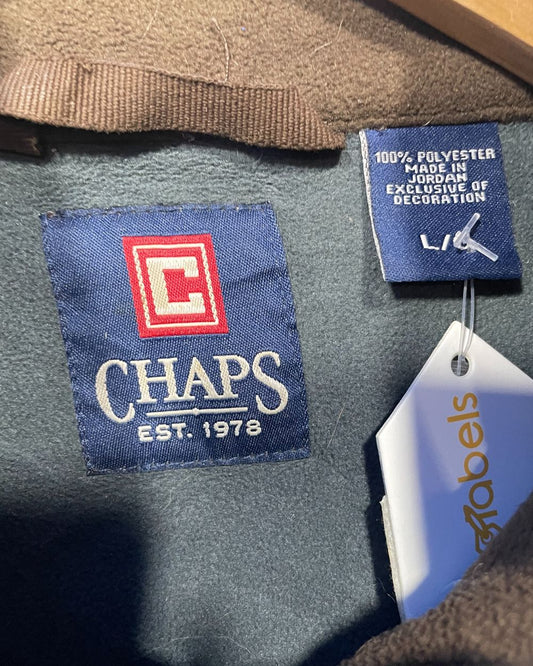 100% POLYESTER
MADE IN
JORDAN
EXCLUSIVE OF
DECORATION
C
CHAPS
EST. 1978